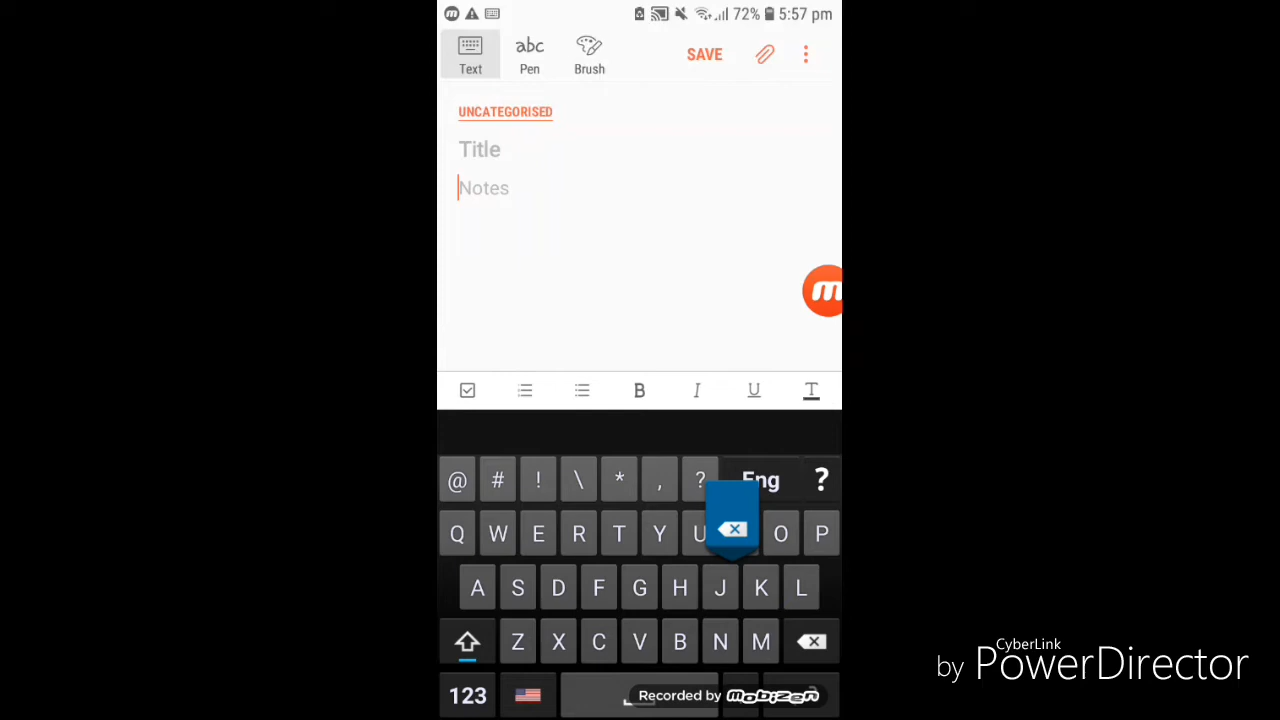 72% 5:57 pm
Text
abc
Pen
Brush
SAVE
UNCATEGORISED
Title
Notes
B I U T
@ # ! \ * , ? Eng ?
Q W E R T Y U O P
A S D F G H J K L
Z X C V B N M
123
Recorded by mobizen
m
CyberLink
by PowerDirector